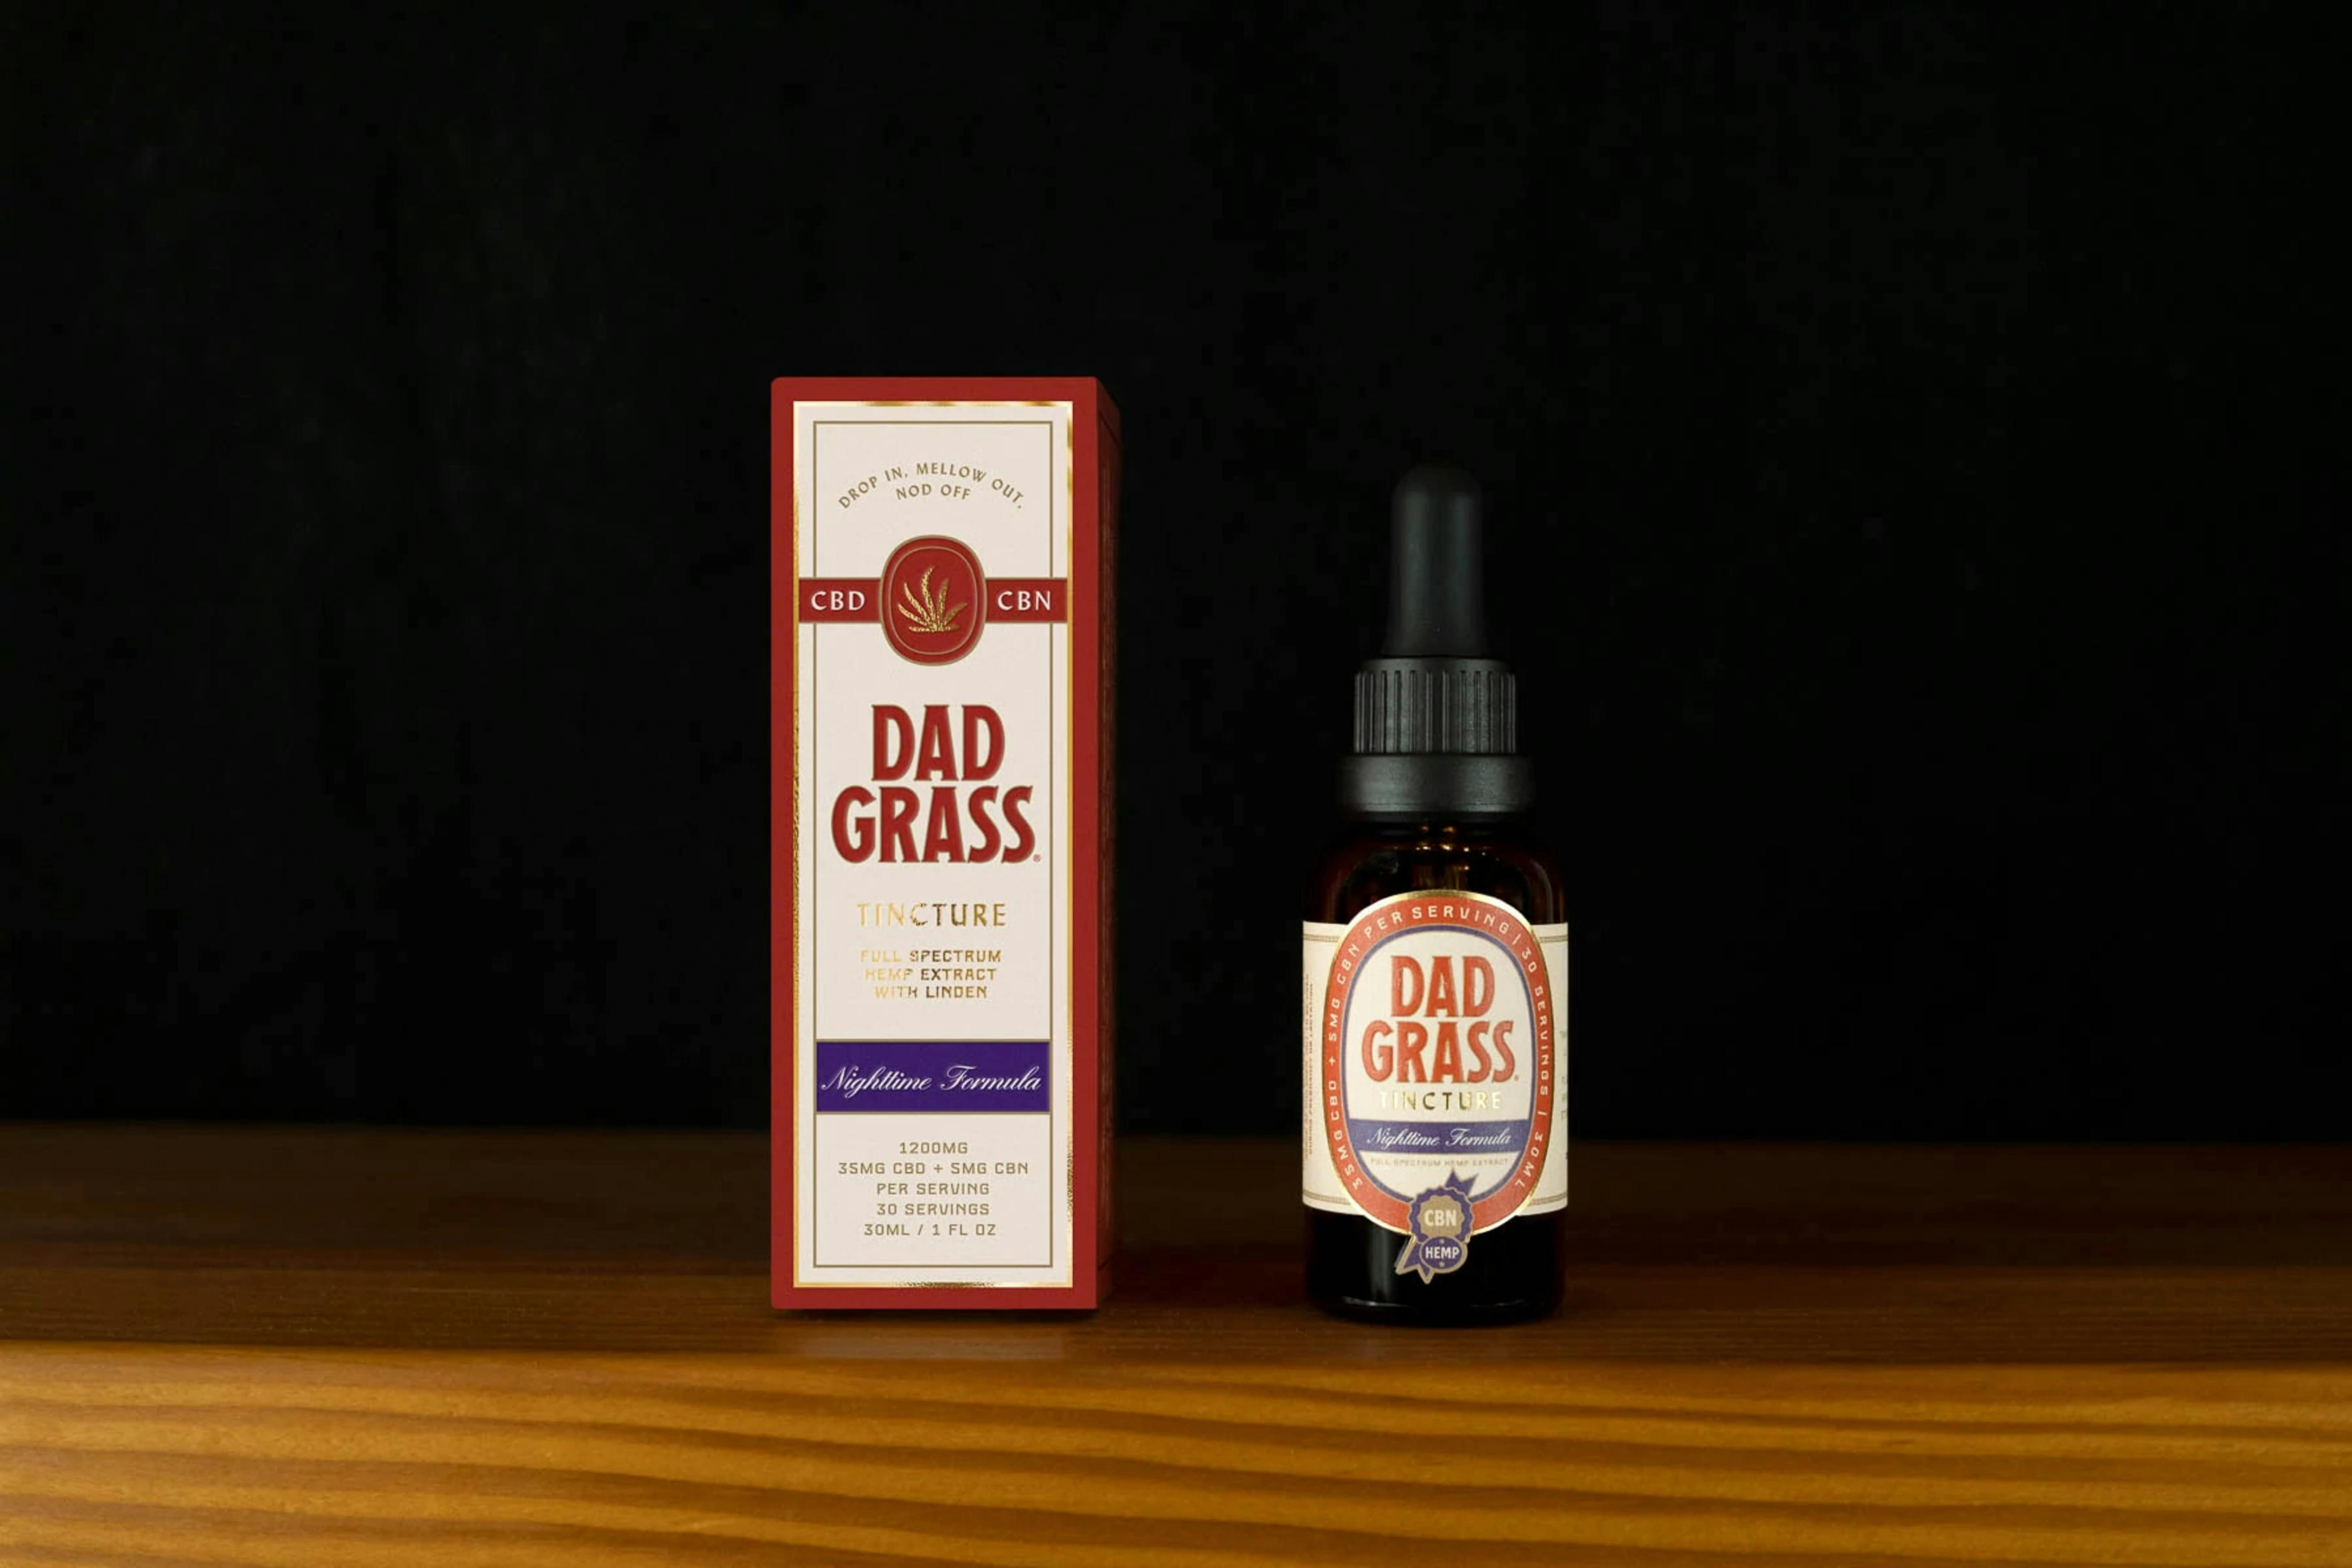 DROP IN, MELLOW OUT,
NOD OFF
CBD CBN
DAD
GRASS®
TINCTURE
FULL SPECTRUM
HEMP EXTRACT
WITH LINDEN
Nighttime Formula
1200MG
35MG CBD + 5MG CBN
PER SERVING
30 SERVINGS
30ML / 1 FL OZ
35MG CBD + 5MG CBN PER SERVING | 30 SERVINGS | 30ML
DAD
GRASS®
TINCTURE
Nighttime Formula
FULL SPECTRUM HEMP EXTRACT
CBN
HEMP